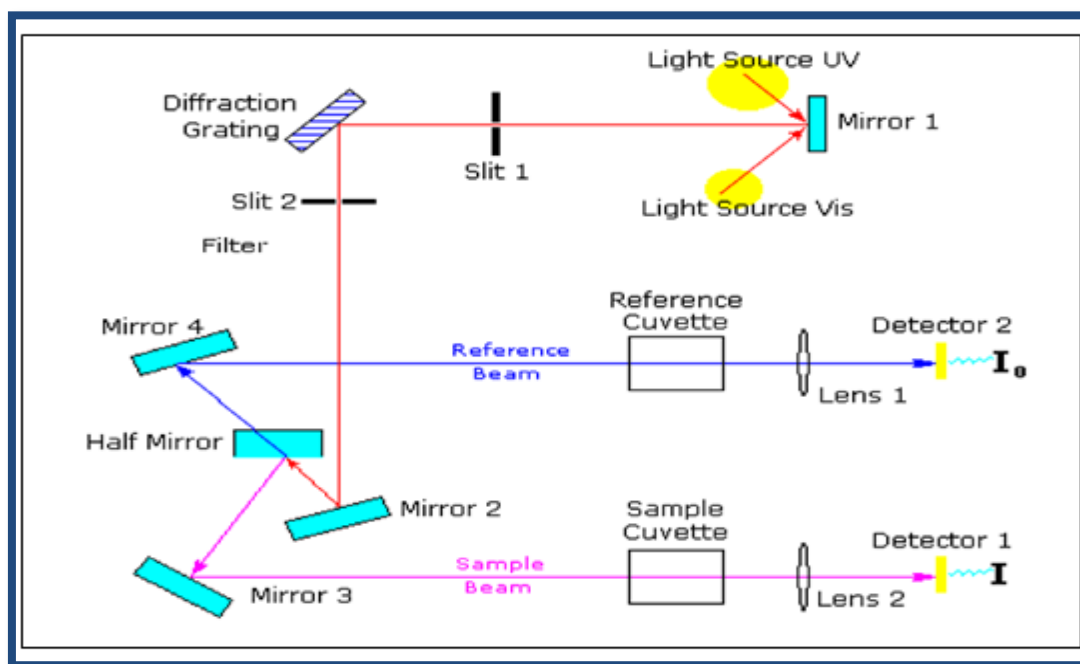 Light Source UV
Diffraction
Grating
Mirror 1
Slit 1
Slit 2
Light Source Vis
Filter
Reference
Cuvette
Mirror 4
Detector 2
Reference
Beam
I₀
Lens 1
Half Mirror
Mirror 2
Sample
Cuvette
Detector 1
Sample
Beam
I
Mirror 3
Lens 2